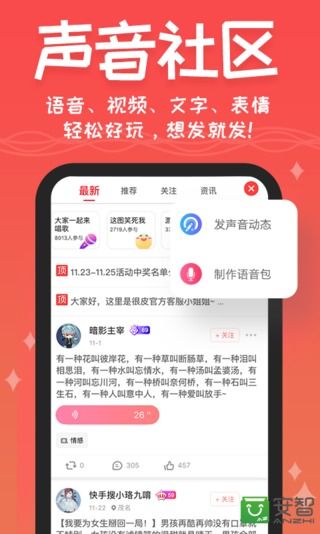 声音社区
语音、视频、文字、表情
轻松好玩，想发就发!
最新 推荐 关注 资讯
大家一起来
唱歌
8013人参与
这图笑死我
2719人参与
发声音动态
制作语音包
顶 11.23-11.25活动中奖名单
顶 大家好，这里是很皮官方客服小姐姐~
暗影主宰 69
11-1
+ 关注
有一种花叫彼岸花，有一种草叫断肠草，有一种泪叫
相思泪，有一种水叫忘情水，有一种汤叫孟婆汤，有
一种河叫忘川河，有一种桥叫奈何桥，有一种石叫三
生石，有一种人叫意中人，有一种爱叫放手~
26 "
情感
快手搜小珞九唷
11-1 茂名
+ 关注
【我要为女生掰回一局！】男孩再酷再帅没有口罩
安智
ANZHI